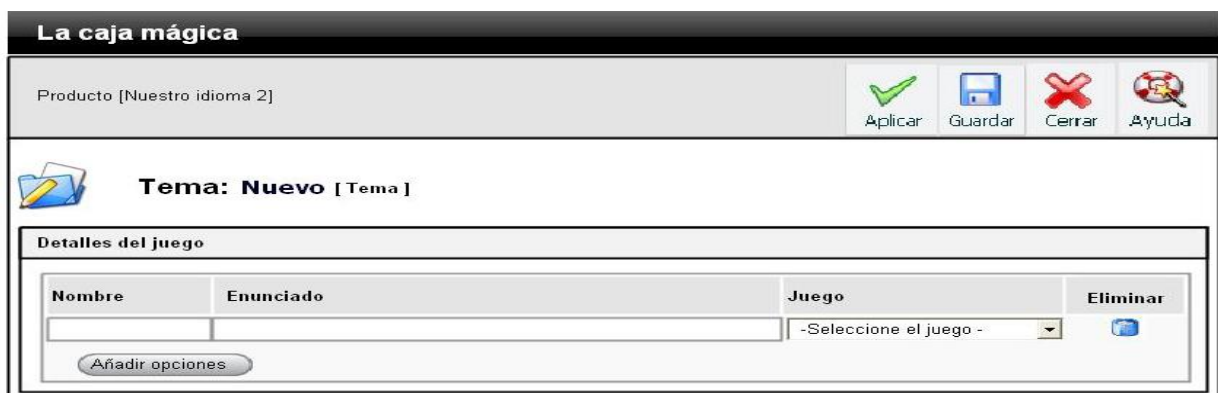 La caja mágica
Producto [Nuestro idioma 2]
Aplicar Guardar Cerrar Ayuda
Tema: Nuevo [Tema]
Detalles del juego
Nombre Enunciado Juego Eliminar
-Seleccione el juego -
Añadir opciones